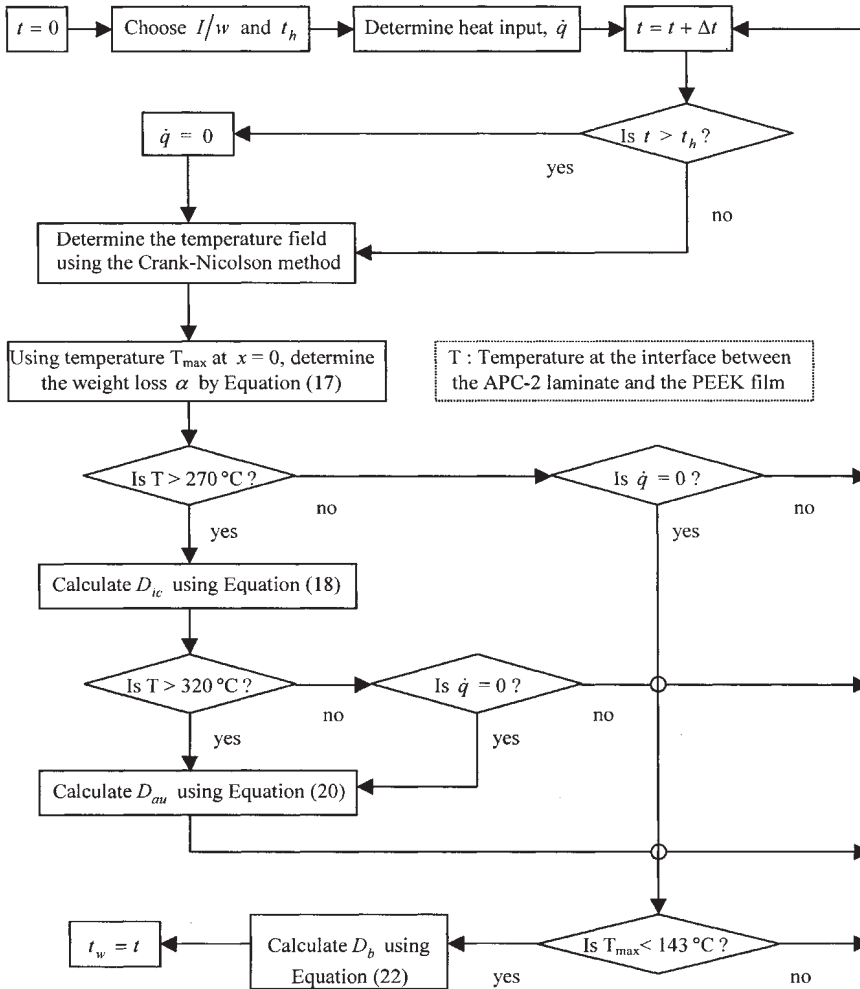 t = 0
Choose I/w and t_h
Determine heat input, q̇
t = t + Δt
q̇ = 0
Is t > t_h ?
yes
no
Determine the temperature field
using the Crank-Nicolson method
Using temperature T_max at x = 0, determine
the weight loss α by Equation (17)
T : Temperature at the interface between
the APC-2 laminate and the PEEK film
Is T > 270 °C ?
no
Is q̇ = 0 ?
no
yes
yes
Calculate D_ic using Equation (18)
Is T > 320 °C ?
no
Is q̇ = 0 ?
no
yes
yes
Calculate D_au using Equation (20)
t_w = t
Calculate D_b using
Equation (22)
Is T_max < 143 °C ?
yes
no